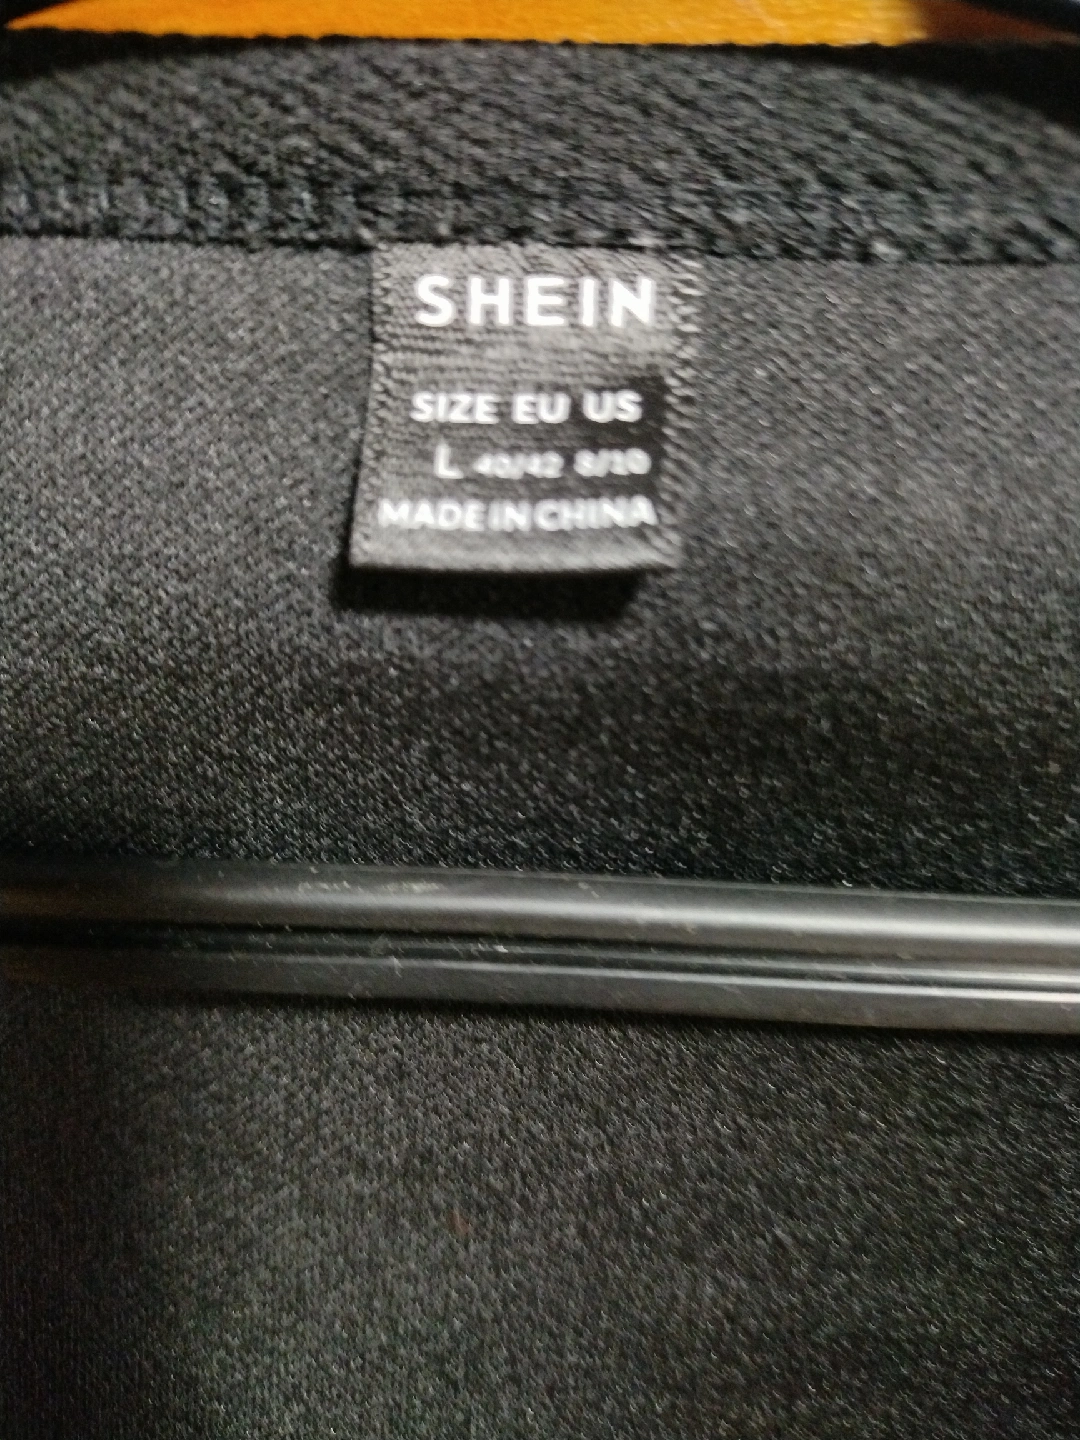 SHEIN
SIZE EU US
L 40/42 8/10
MADE IN CHINA